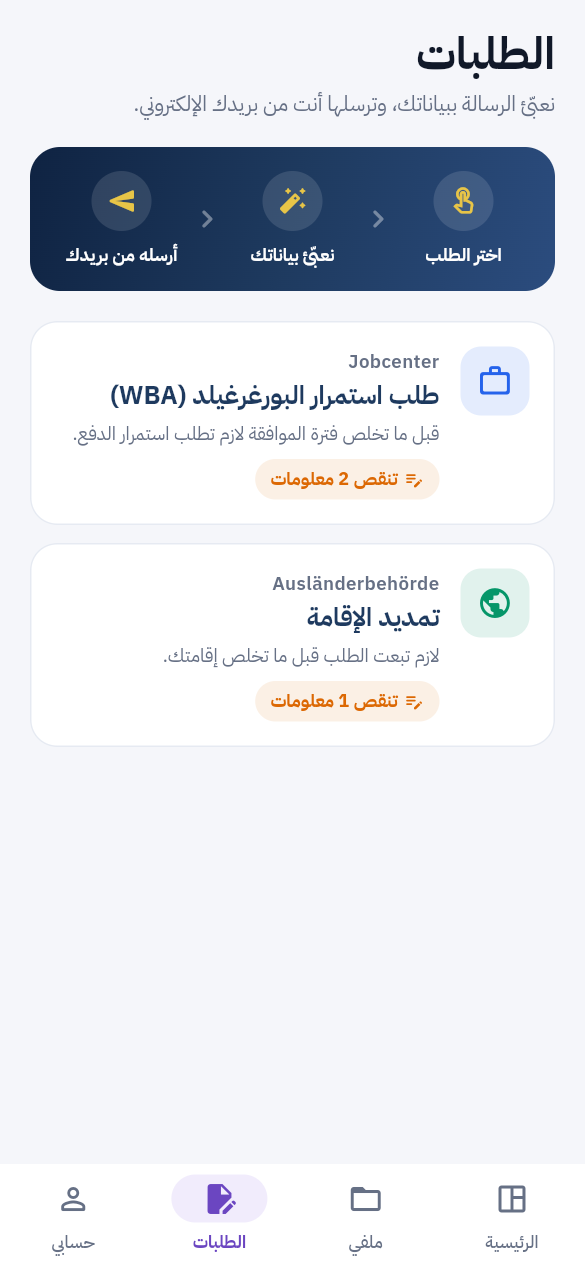 الطلبات
نعبّئ الرسالة ببياناتك، وترسلها أنت من بريدك الإلكتروني.
اختر الطلب
نعبّئ بياناتك
أرسله من بريدك
Jobcenter
طلب استمرار البورغرغيلد (WBA)
قبل ما تخلص فترة الموافقة لازم تطلب استمرار الدفع.
تنقص 2 معلومات
Ausländerbehörde
تمديد الإقامة
لازم تبعت الطلب قبل ما تخلص إقامتك.
تنقص 1 معلومات
الرئيسية
ملفي
الطلبات
حسابي